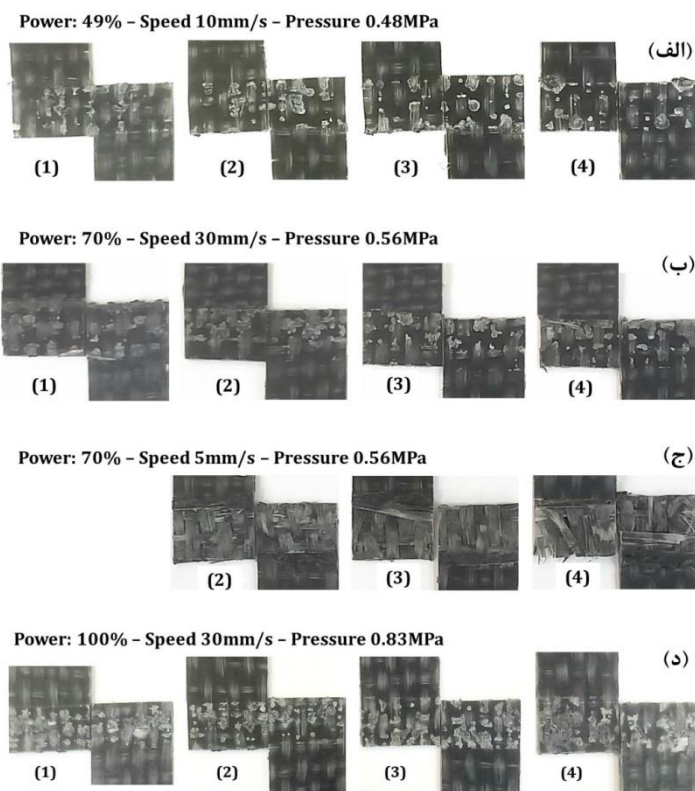 Power: 49% – Speed 10mm/s – Pressure 0.48MPa
(الف)
(1) (2) (3) (4)
Power: 70% – Speed 30mm/s – Pressure 0.56MPa
(ب)
(1) (2) (3) (4)
Power: 70% – Speed 5mm/s – Pressure 0.56MPa
(ج)
(2) (3) (4)
Power: 100% – Speed 30mm/s – Pressure 0.83MPa
(د)
(1) (2) (3) (4)